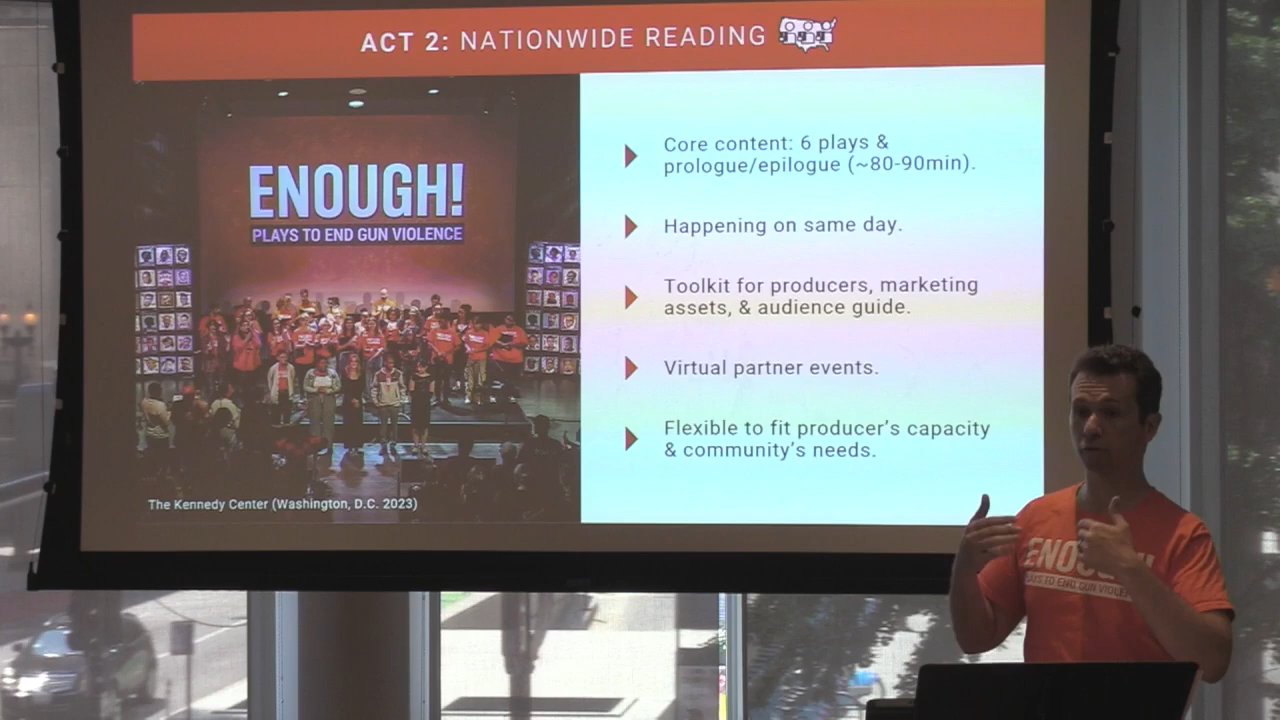 ACT 2: NATIONWIDE READING
ENOUGH!
PLAYS TO END GUN VIOLENCE
The Kennedy Center (Washington, D.C. 2023)
Core content: 6 plays &
prologue/epilogue (~80-90min).
Happening on same day.
Toolkit for producers, marketing
assets, & audience guide.
Virtual partner events.
Flexible to fit producer's capacity
& community's needs.
ENOUGH!
PLAYS TO END GUN VIOLENCE